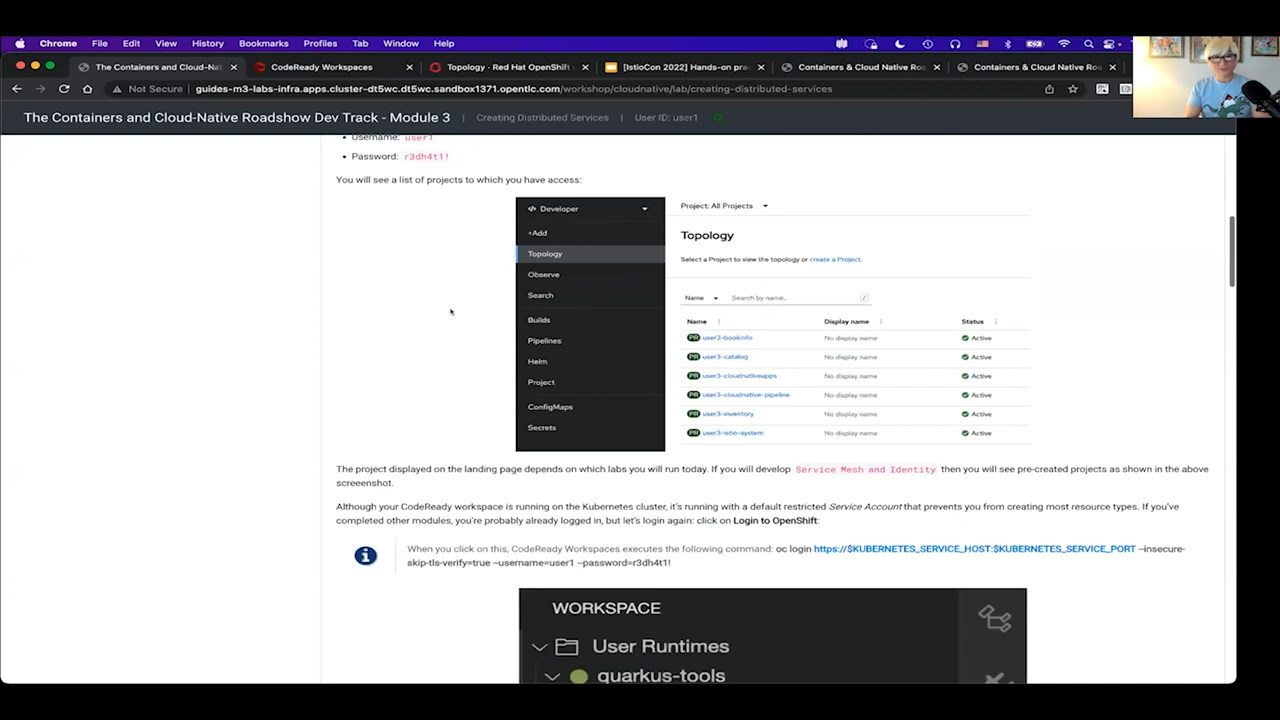 Chrome File Edit View History Bookmarks Profiles Tab Window Help
The Containers and Cloud-Nat
CodeReady Workspaces
Topology · Red Hat OpenShift
[IstioCon 2022] Hands-on pra
Containers & Cloud Native Ro
Containers & Cloud Native Ro
Not Secure guides-m3-labs-infra.apps.cluster-dt5wc.dt5wc.sandbox1371.opentlc.com/workshop/cloudnative/lab/creating-distributed-services
The Containers and Cloud-Native Roadshow Dev Track - Module 3 | Creating Distributed Services | User ID: user1
• Username: user1
• Password: r3dh4t1!
You will see a list of projects to which you have access:
</> Developer
+Add
Topology
Observe
Search
Builds
Pipelines
Helm
Project
ConfigMaps
Secrets
Project: All Projects
Topology
Select a Project to view the topology or create a Project.
Name Search by name... /
Name Display name Status
PR user3-bookinfo No display name Active
PR user3-catalog No display name Active
PR user3-cloudnativeapps No display name Active
PR user3-cloudnative-pipeline No display name Active
PR user3-inventory No display name Active
PR user3-istio-system No display name Active
The project displayed on the landing page depends on which labs you will run today. If you will develop Service Mesh and Identity then you will see pre-created projects as shown in the above
screeenshot.
Although your CodeReady workspace is running on the Kubernetes cluster, it's running with a default restricted Service Account that prevents you from creating most resource types. If you've
completed other modules, you're probably already logged in, but let's login again: click on Login to OpenShift:
When you click on this, CodeReady Workspaces executes the following command: oc login https://$KUBERNETES_SERVICE_HOST:$KUBERNETES_SERVICE_PORT –insecure-
skip-tls-verify=true –username=user1 –password=r3dh4t1!
WORKSPACE
User Runtimes
quarkus-tools